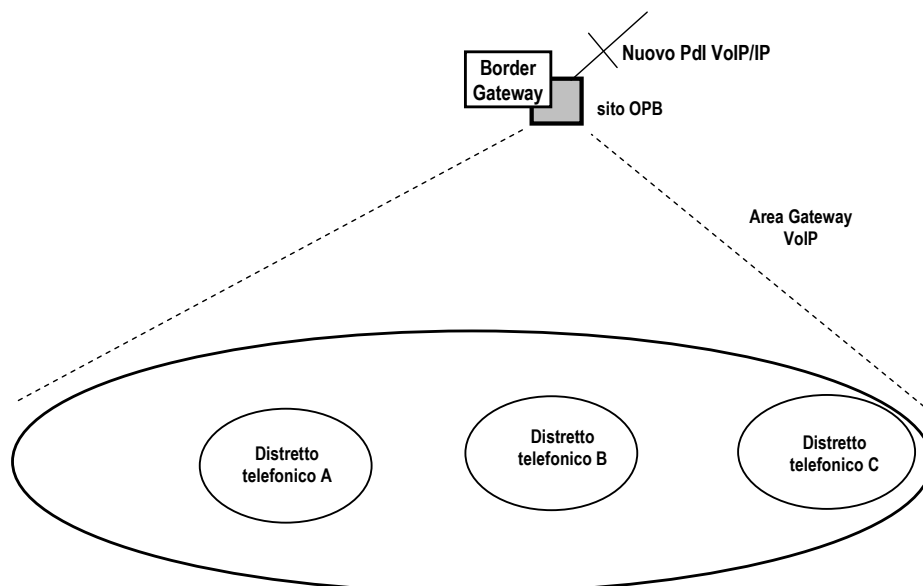 Nuovo PdI VoIP/IP
Border
Gateway
sito OPB
Area Gateway
VoIP
Distretto
telefonico A
Distretto
telefonico B
Distretto
telefonico C